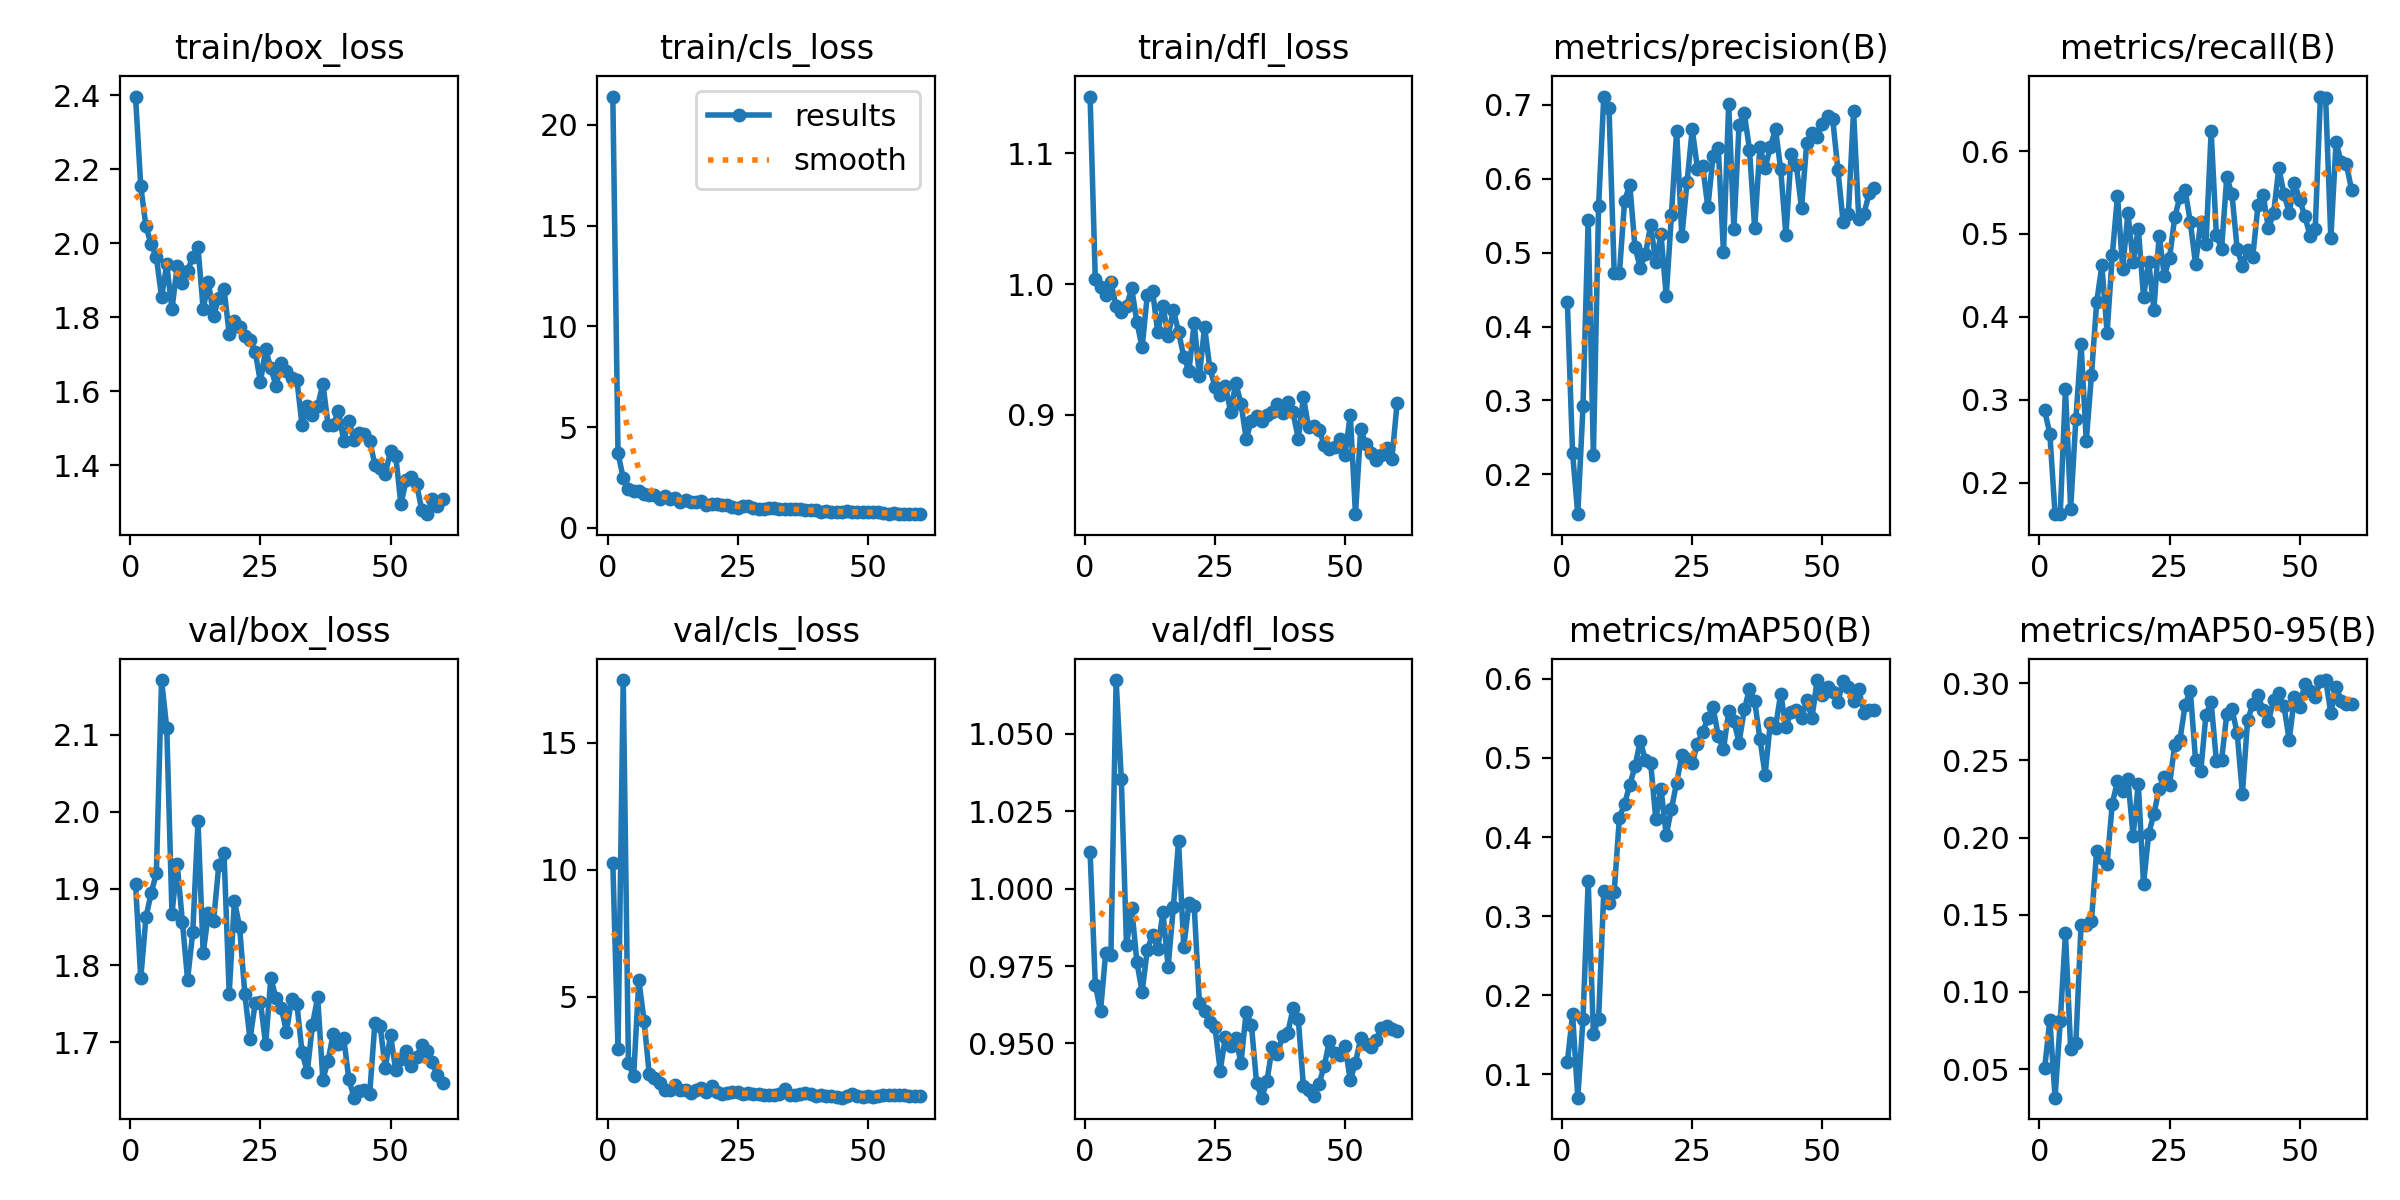 train/box_loss
2.4
2.2
2.0
1.8
1.6
1.4
0 25 50
train/cls_loss
results
smooth
20
15
10
5
0
0 25 50
train/dfl_loss
1.1
1.0
0.9
0 25 50
metrics/precision(B)
0.7
0.6
0.5
0.4
0.3
0.2
0 25 50
metrics/recall(B)
0.6
0.5
0.4
0.3
0.2
0 25 50
val/box_loss
2.1
2.0
1.9
1.8
1.7
0 25 50
val/cls_loss
15
10
5
0 25 50
val/dfl_loss
1.050
1.025
1.000
0.975
0.950
0 25 50
metrics/mAP50(B)
0.6
0.5
0.4
0.3
0.2
0.1
0 25 50
metrics/mAP50-95(B)
0.30
0.25
0.20
0.15
0.10
0.05
0 25 50